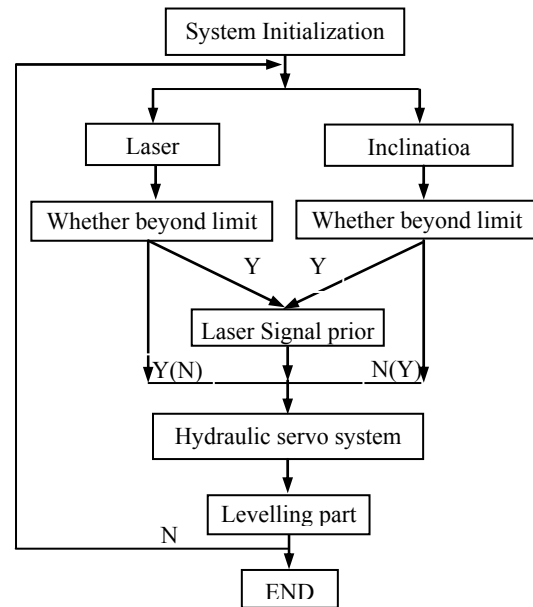 System Initialization
Laser
Inclinatioa
Whether beyond limit
Whether beyond limit
Y
Y
Laser Signal prior
Y(N)
N(Y)
Hydraulic servo system
Levelling part
N
END